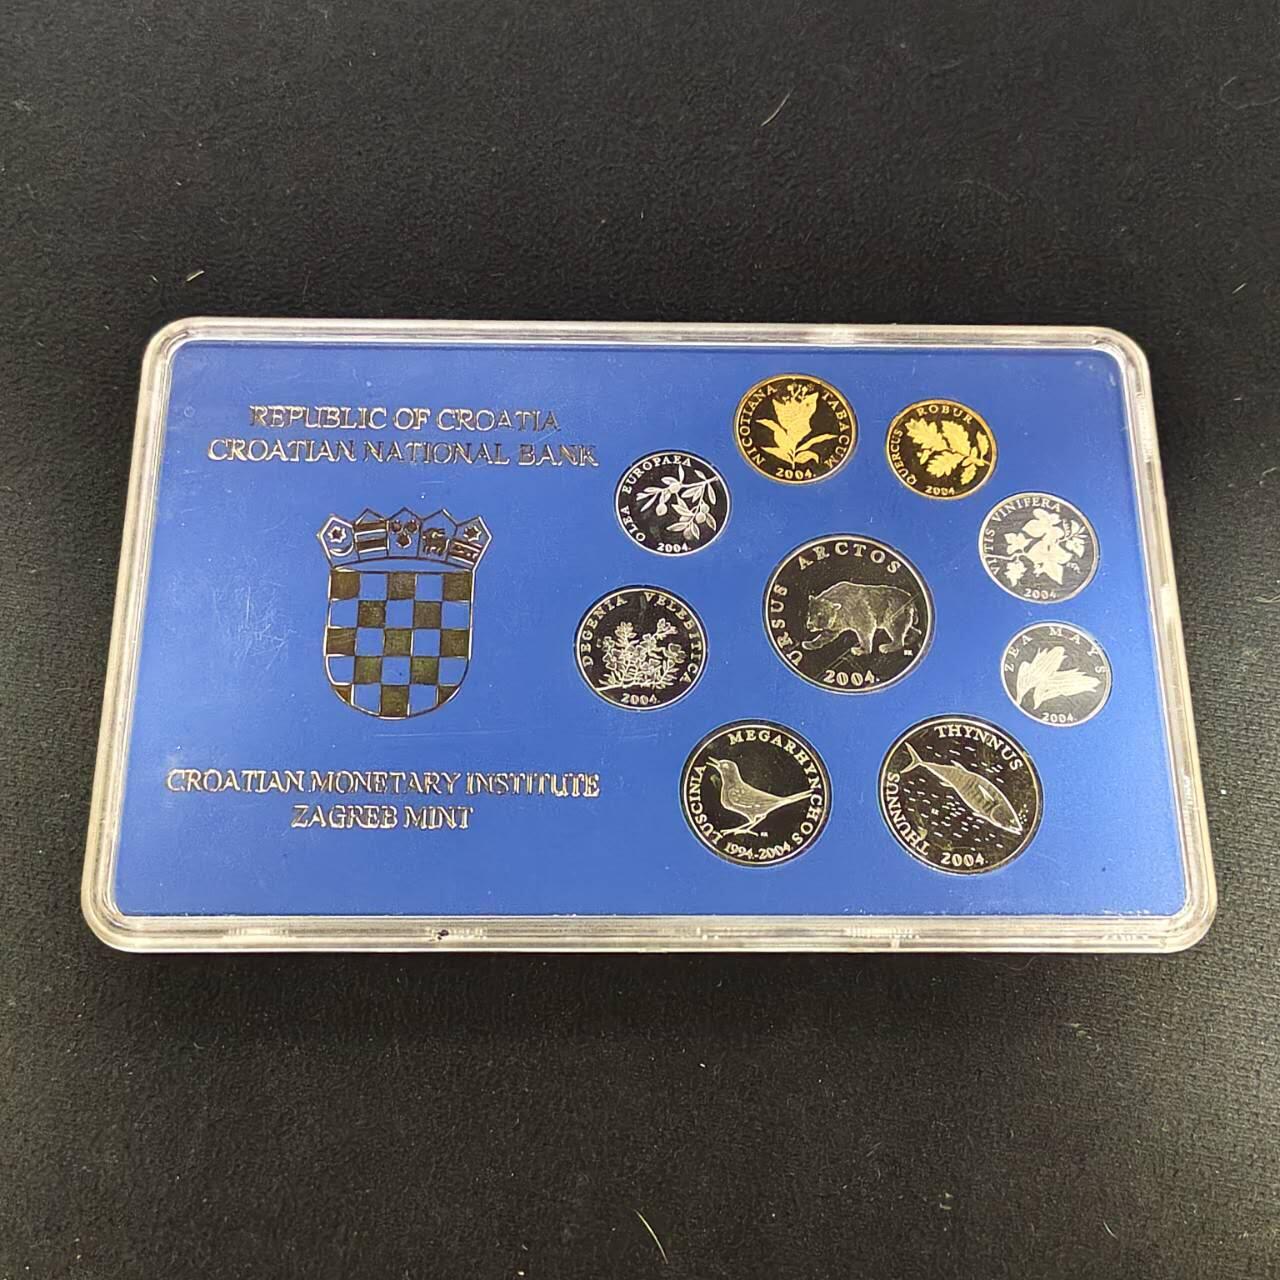 REPUBLIC OF CROATIA
CROATIAN NATIONAL BANK
CROATIAN MONETARY INSTITUTE
ZAGREB MINT
NICOTIANA TABACUM
2004.
QUERCUS ROBUR
2004.
OLEA EUROPAEA
2004.
VITIS VINIFERA
2004.
URSUS ARCTOS
2004.
DEGENIA VELEBITICA
2004.
ZEA MAYS
2004.
LUSCINIA MEGARHYNCHOS
1994.-2004.
THUNNUS THYNNUS
2004.